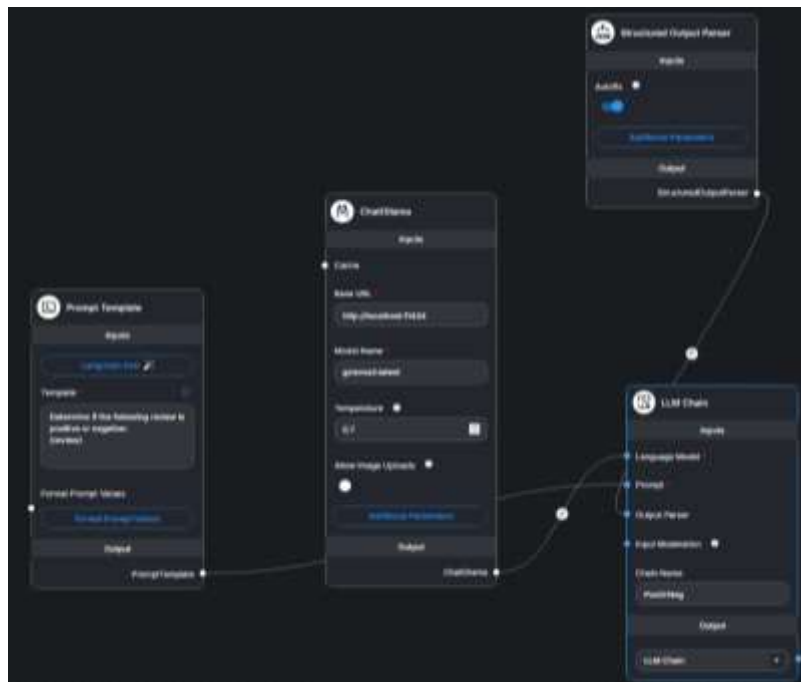 Structured Output Parser
Inputs
Autofix
Additional Parameters
Output
StructuredOutputParser
ChatOllama
Inputs
Cache
Base URL
http://localhost:11434
Model Name
Temperature
0.7
Allow Image Uploads
Additional Parameters
Output
ChatOllama
Prompt Template
Inputs
Template
Determine if the following review is
positive or negative:
Format Prompt Values
Format Prompt Values
Output
PromptTemplate
LLM Chain
Inputs
Language Model
Prompt
Output Parser
Input Moderation
Chain Name
Output
LLM Chain